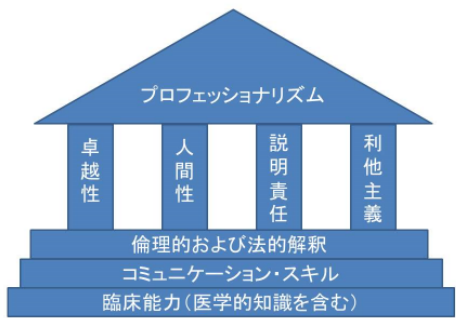 プロフェッショナリズム
卓越性
人間性
説明責任
利他主義
倫理的および法的解釈
コミュニケーション・スキル
臨床能力(医学的知識を含む)